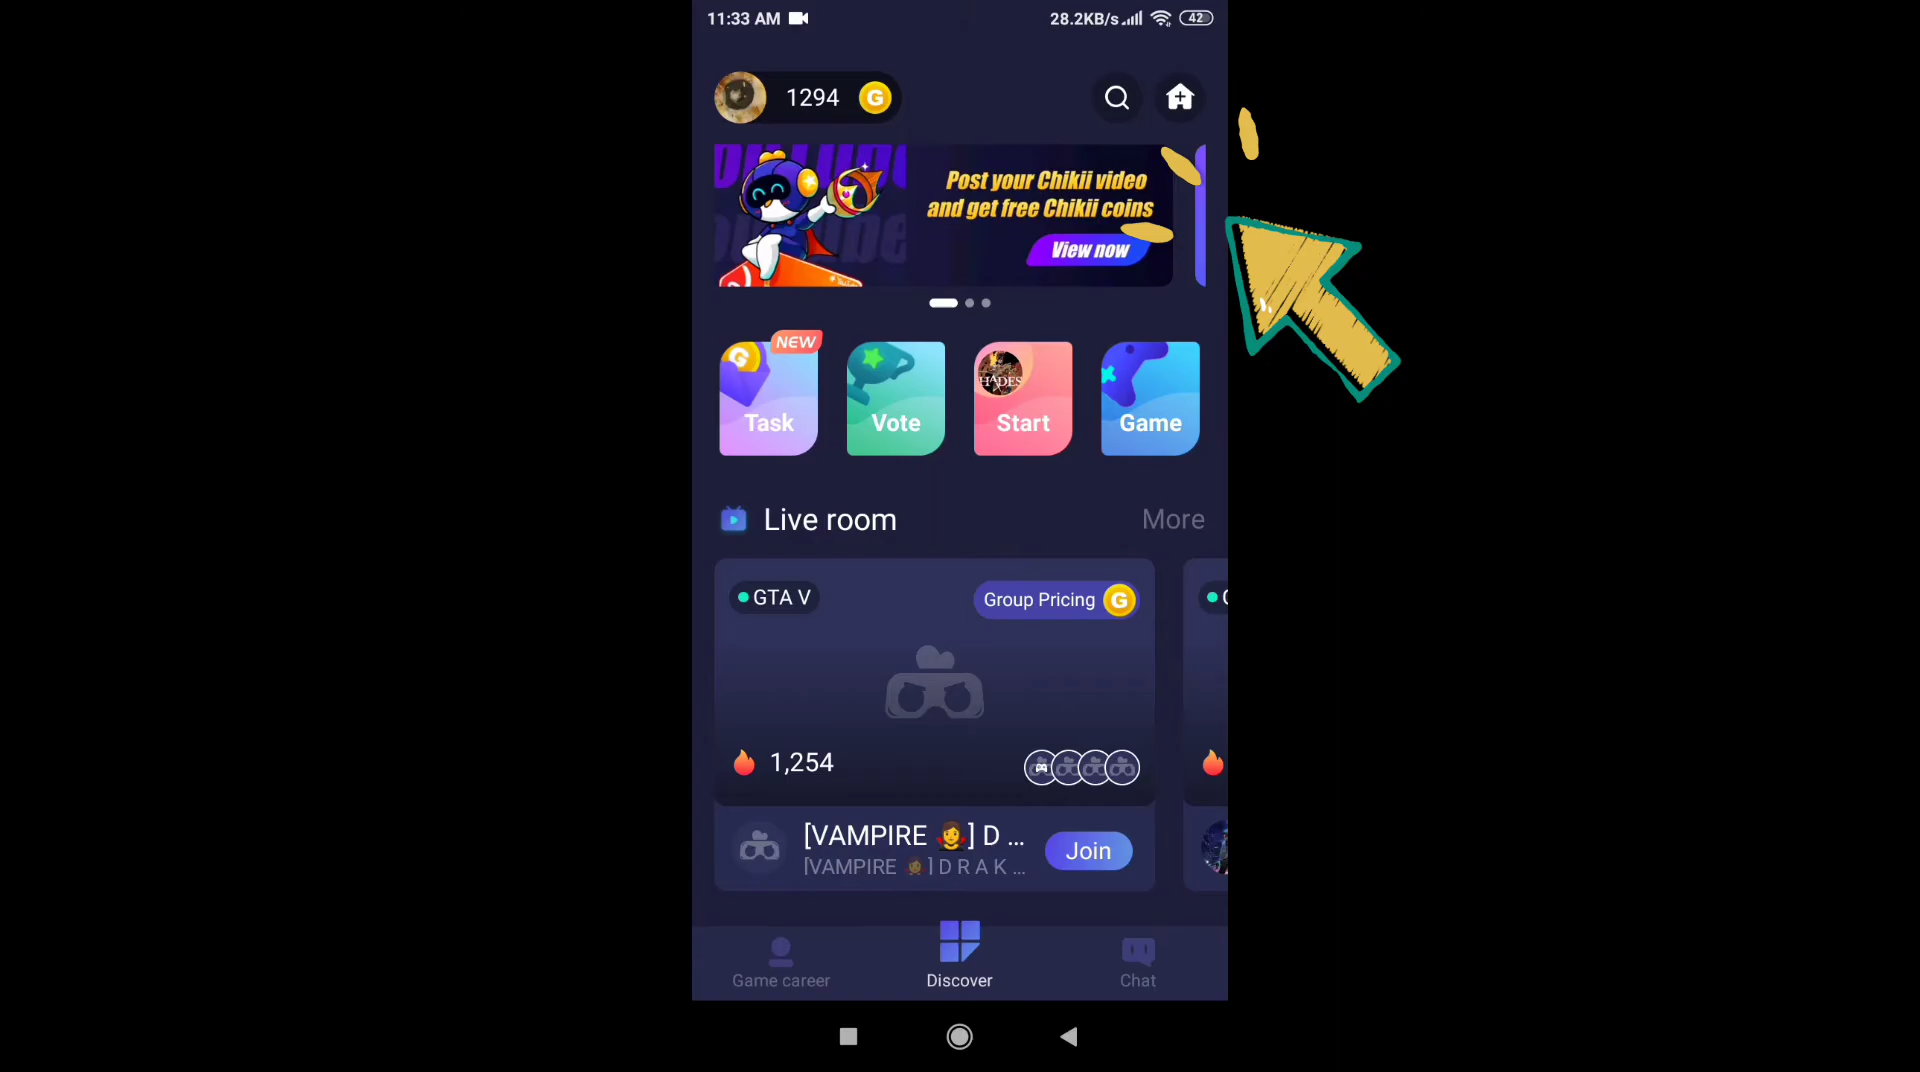 11:33 AM
28.2KB/s
42
1294
G
Post your Chikii video
and get free Chikii coins
View now
NEW
G
HADES
Task
Vote
Start
Game
Live room
More
GTA V
Group Pricing
G
1,254
[VAMPIRE 🧛‍♀️] D ...
[VAMPIRE 🧛‍♀️] D R A K ...
Join
Game career
Discover
Chat